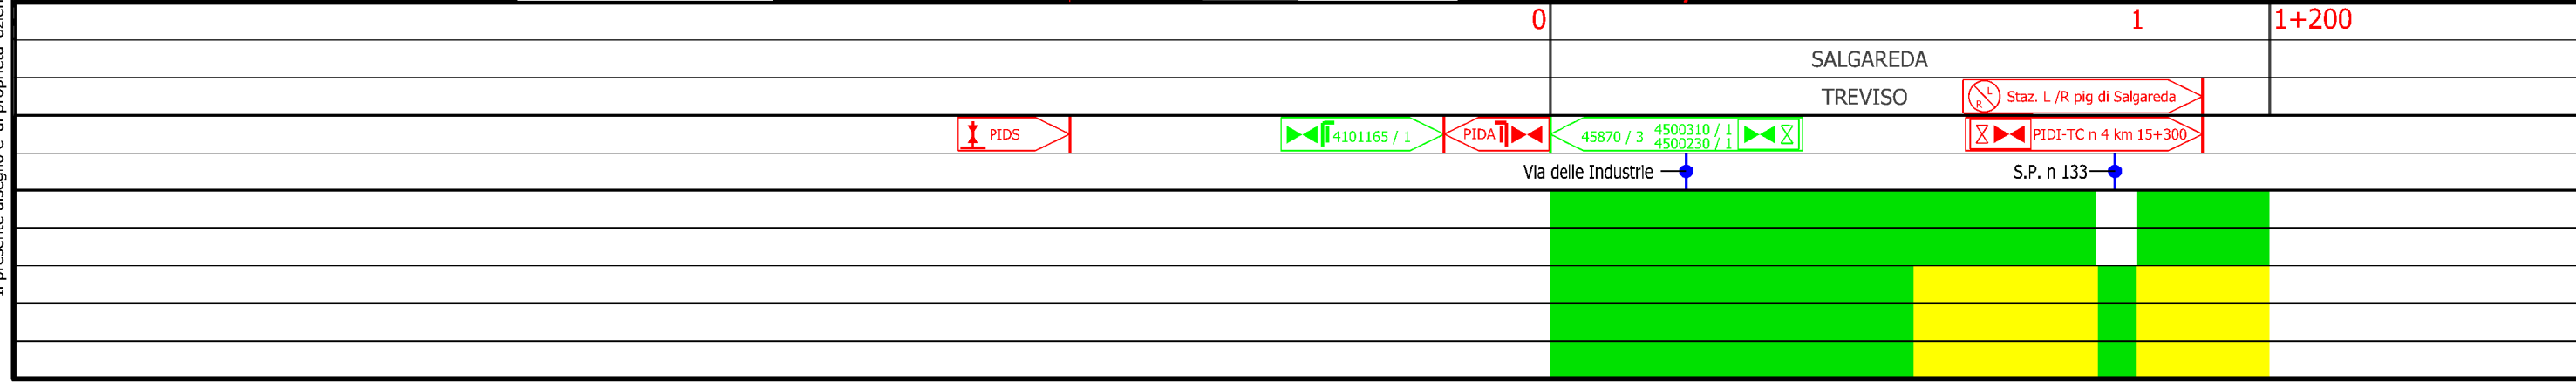 0 1 1+200
SALGAREDA
TREVISO
L
R
Staz. L /R pig di Salgareda
PIDS
4101165 / 1
PIDA
45870 / 3
4500310 / 1
4500230 / 1
PIDI-TC n 4 km 15+300
Via delle Industrie
S.P. n 133